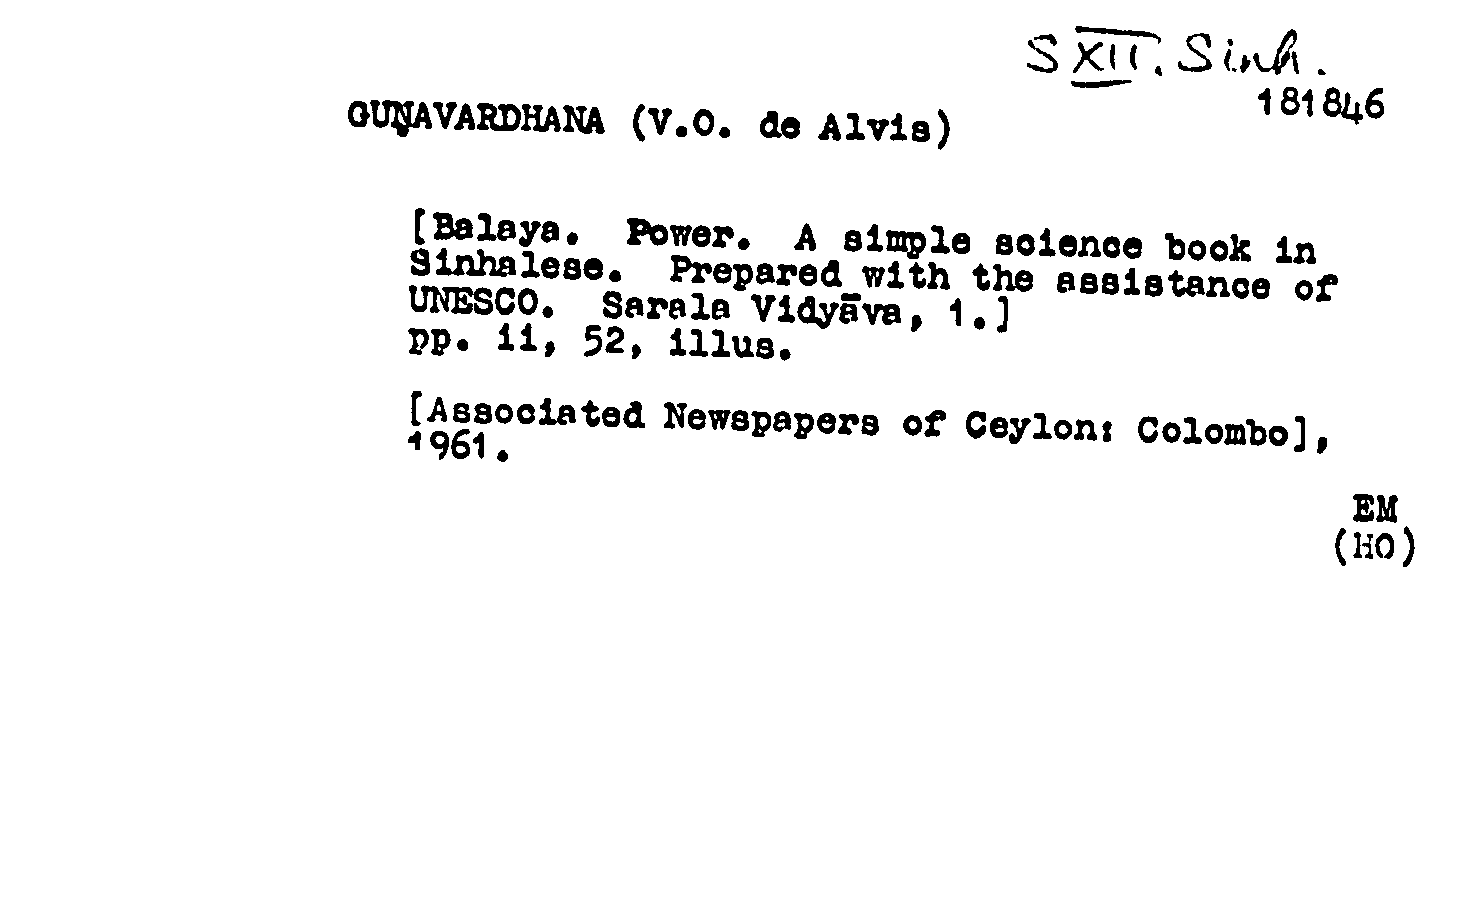 S XII. Sinh.
181846
GUṆAVARDHANA (V.O. de Alvis)
[Balaya. Power. A simple science book in
Sinhalese. Prepared with the assistance of
UNESCO. Sarala Vidyāva, 1.]
pp. ii, 52, illus.
[Associated Newspapers of Ceylon: Colombo],
1961.
EM
(HO)